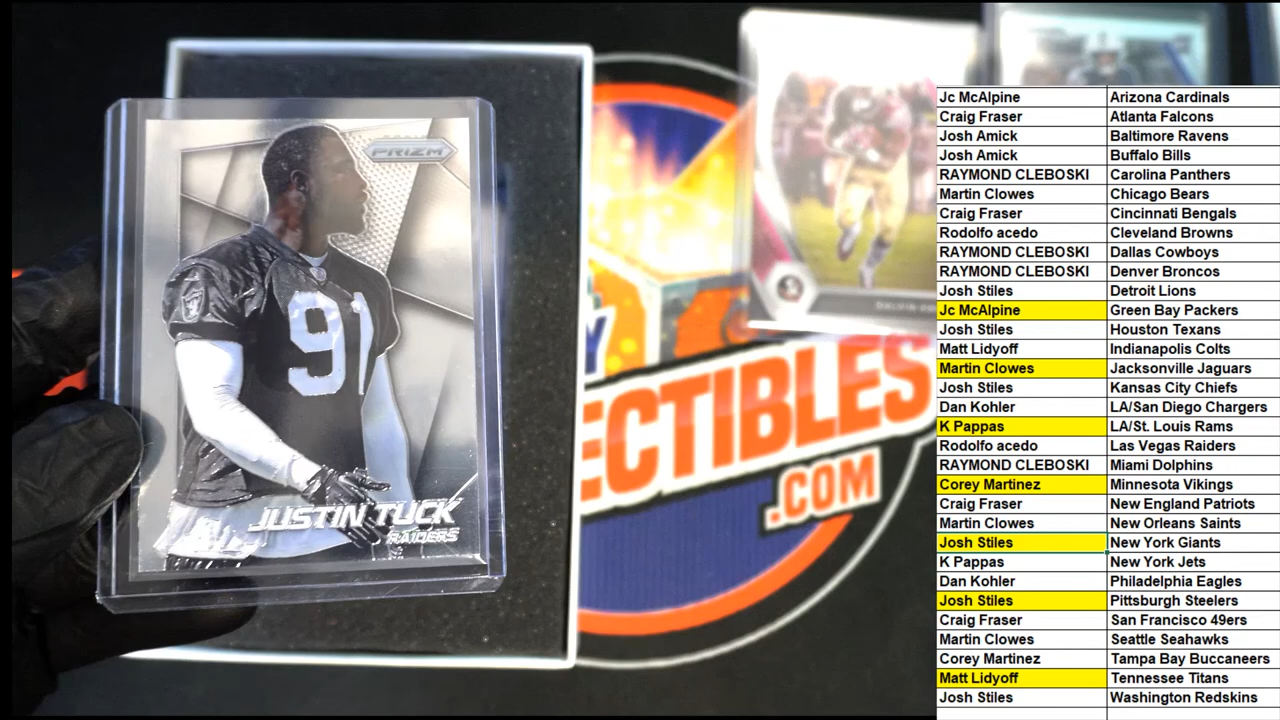 PRIZM
91
JUSTIN TUCK
RAIDERS
DALVIN
ECTIBLES
.COM
Jc McAlpine Arizona Cardinals
Craig Fraser Atlanta Falcons
Josh Amick Baltimore Ravens
Josh Amick Buffalo Bills
RAYMOND CLEBOSKI Carolina Panthers
Martin Clowes Chicago Bears
Craig Fraser Cincinnati Bengals
Rodolfo acedo Cleveland Browns
RAYMOND CLEBOSKI Dallas Cowboys
RAYMOND CLEBOSKI Denver Broncos
Josh Stiles Detroit Lions
Jc McAlpine Green Bay Packers
Josh Stiles Houston Texans
Matt Lidyoff Indianapolis Colts
Martin Clowes Jacksonville Jaguars
Josh Stiles Kansas City Chiefs
Dan Kohler LA/San Diego Chargers
K Pappas LA/St. Louis Rams
Rodolfo acedo Las Vegas Raiders
RAYMOND CLEBOSKI Miami Dolphins
Corey Martinez Minnesota Vikings
Craig Fraser New England Patriots
Martin Clowes New Orleans Saints
Josh Stiles New York Giants
K Pappas New York Jets
Dan Kohler Philadelphia Eagles
Josh Stiles Pittsburgh Steelers
Craig Fraser San Francisco 49ers
Martin Clowes Seattle Seahawks
Corey Martinez Tampa Bay Buccaneers
Matt Lidyoff Tennessee Titans
Josh Stiles Washington Redskins